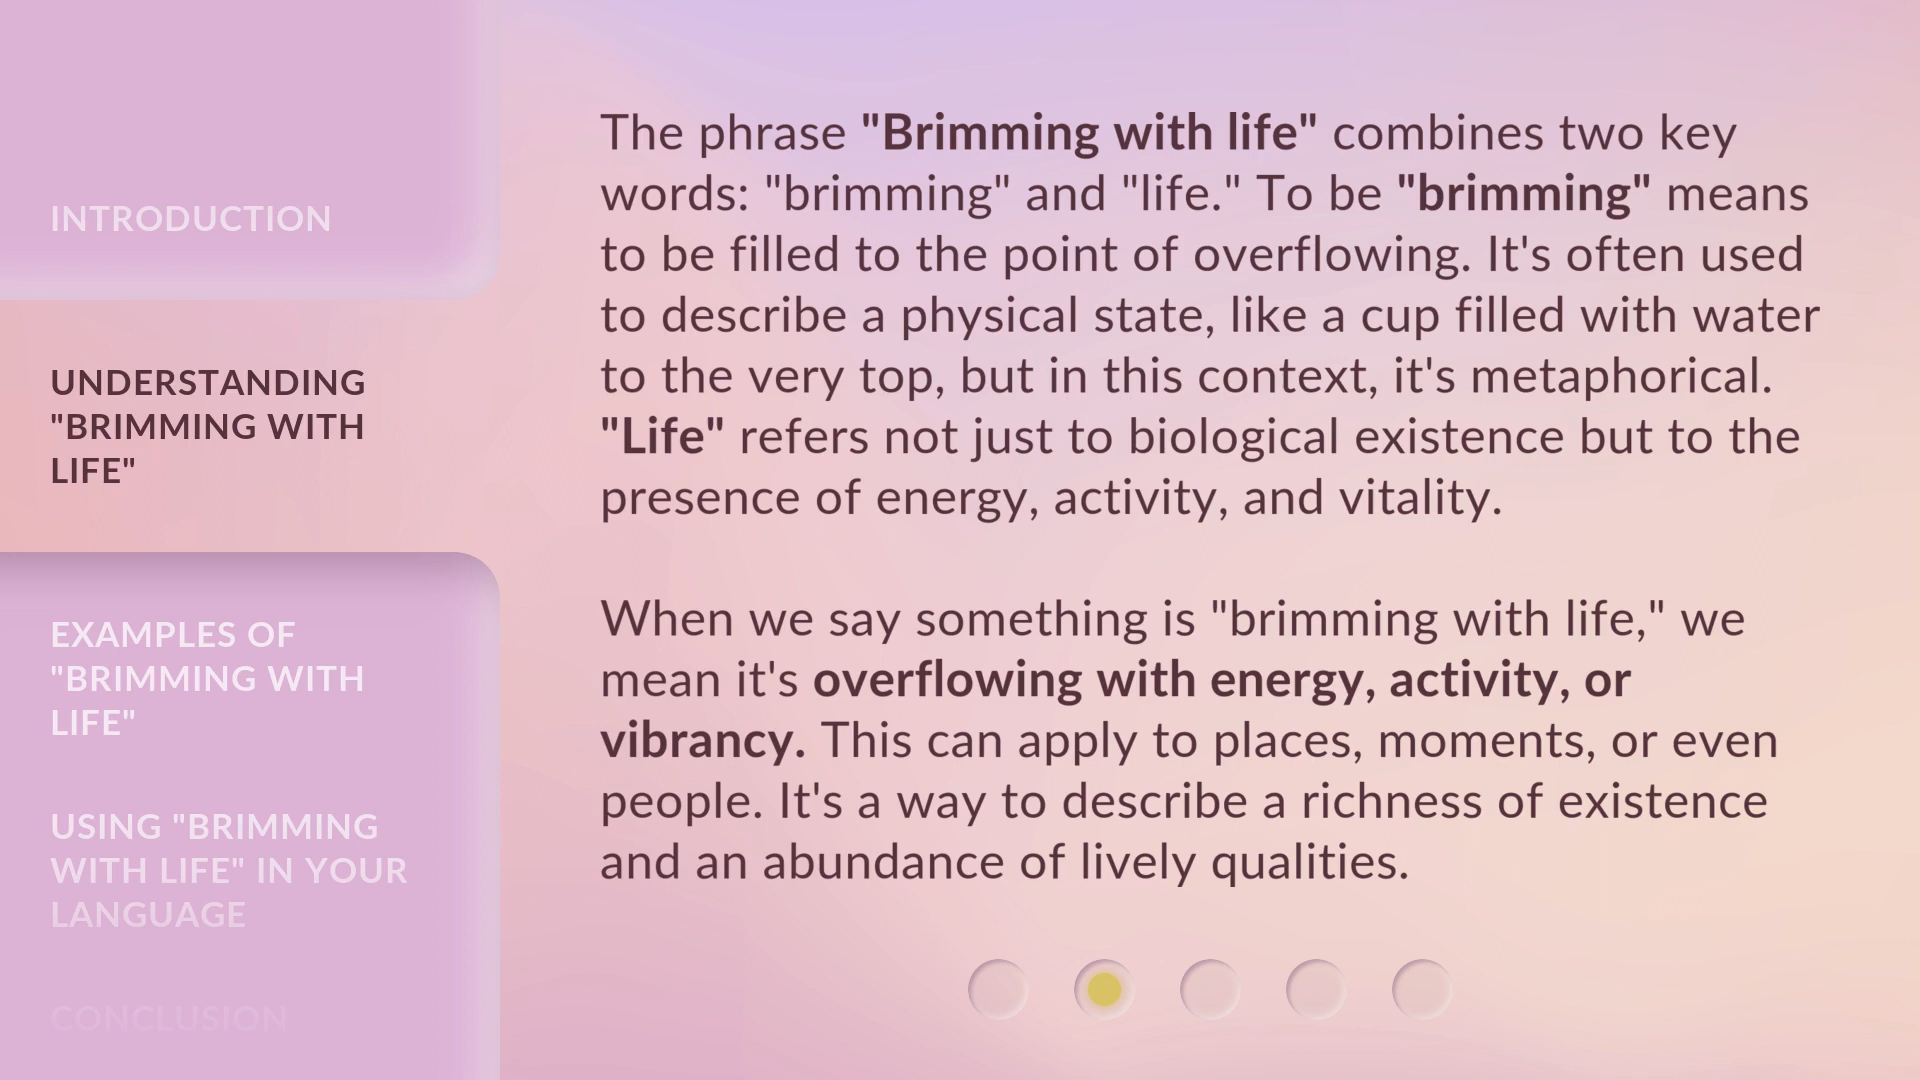 INTRODUCTION
UNDERSTANDING
"BRIMMING WITH
LIFE"
EXAMPLES OF
"BRIMMING WITH
LIFE"
USING "BRIMMING
WITH LIFE" IN YOUR
LANGUAGE
CONCLUSION
The phrase "Brimming with life" combines two key
words: "brimming" and "life." To be "brimming" means
to be filled to the point of overflowing. It's often used
to describe a physical state, like a cup filled with water
to the very top, but in this context, it's metaphorical.
"Life" refers not just to biological existence but to the
presence of energy, activity, and vitality.
When we say something is "brimming with life," we
mean it's overflowing with energy, activity, or
vibrancy. This can apply to places, moments, or even
people. It's a way to describe a richness of existence
and an abundance of lively qualities.